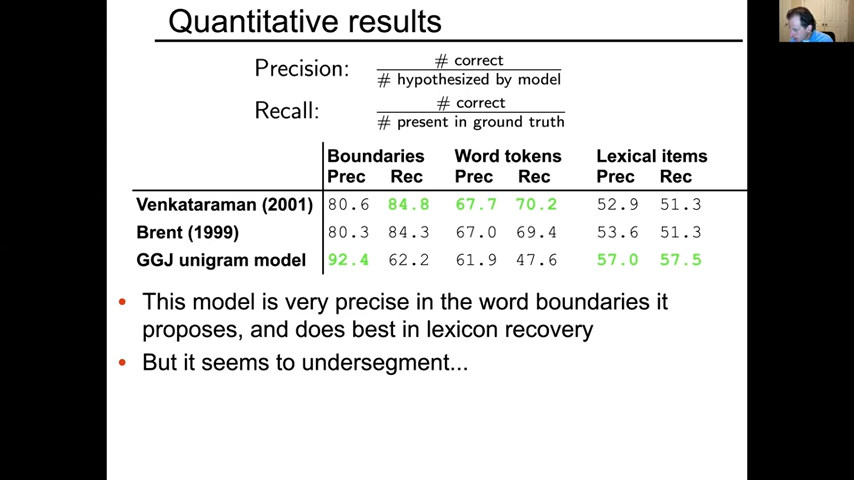 Quantitative results
Precision: # correct / # hypothesized by model
Recall: # correct / # present in ground truth
Boundaries Word tokens Lexical items
Prec Rec Prec Rec Prec Rec
Venkataraman (2001) 80.6 84.8 67.7 70.2 52.9 51.3
Brent (1999) 80.3 84.3 67.0 69.4 53.6 51.3
GGJ unigram model 92.4 62.2 61.9 47.6 57.0 57.5
• This model is very precise in the word boundaries it
proposes, and does best in lexicon recovery
• But it seems to undersegment...